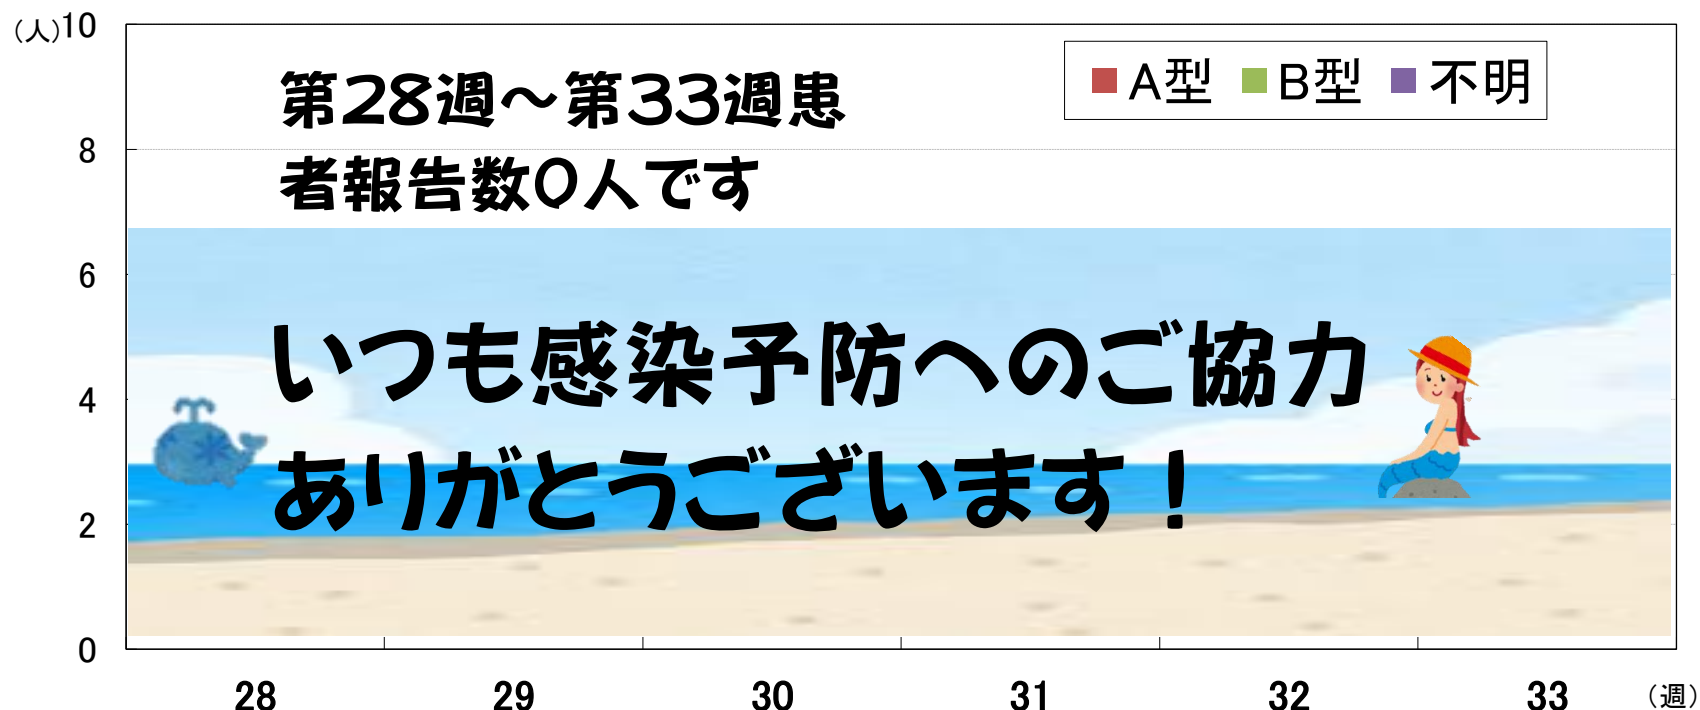 (人)10
A型 B型 不明
第28週～第33週患
者報告数0人です
8
6
いつも感染予防へのご協力
4
ありがとうございます！
2
0
28 29 30 31 32 33 (週)